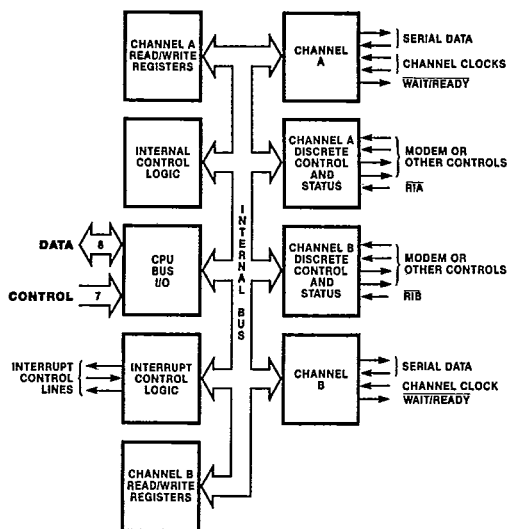 CHANNEL A
READ/WRITE
REGISTERS
CHANNEL
A
SERIAL DATA
CHANNEL CLOCKS
WAIT/READY
INTERNAL
CONTROL
LOGIC
CHANNEL A
DISCRETE
CONTROL
AND
STATUS
MODEM OR
OTHER CONTROLS
RIA
DATA
8
CONTROL
7
CPU
BUS
I/O
INTERNAL BUS
CHANNEL B
DISCRETE
CONTROL
AND
STATUS
MODEM OR
OTHER CONTROLS
RIB
INTERRUPT
CONTROL
LINES
INTERRUPT
CONTROL
LOGIC
CHANNEL
B
SERIAL DATA
CHANNEL CLOCK
WAIT/READY
CHANNEL B
READ/WRITE
REGISTERS